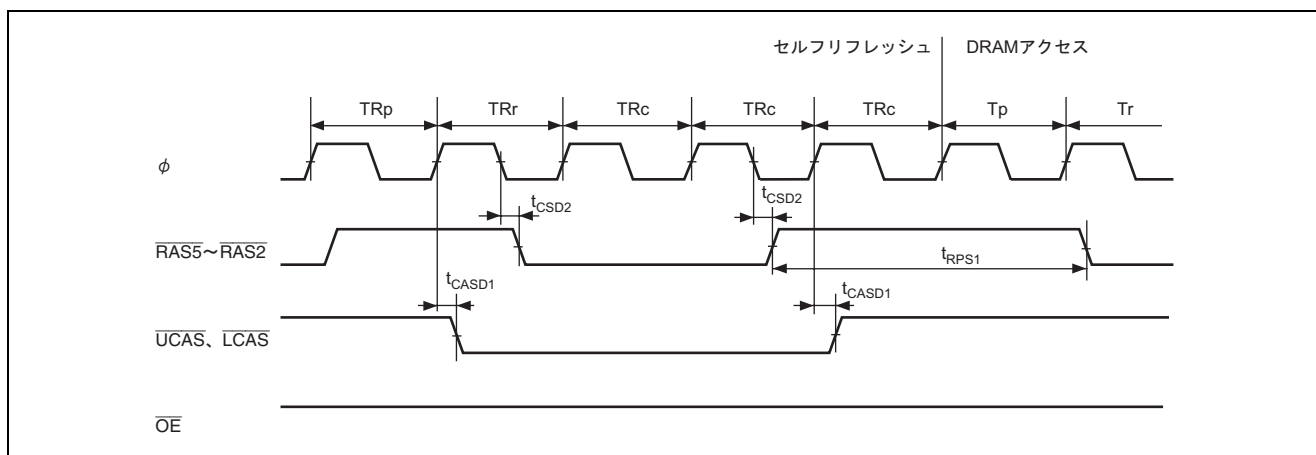 セルフリフレッシュ DRAMアクセス
TRp TRr TRc TRc TRc Tp Tr
φ
tCSD2 tCSD2
RAS5～RAS2
tRPS1
tCASD1 tCASD1
UCAS、LCAS
OE